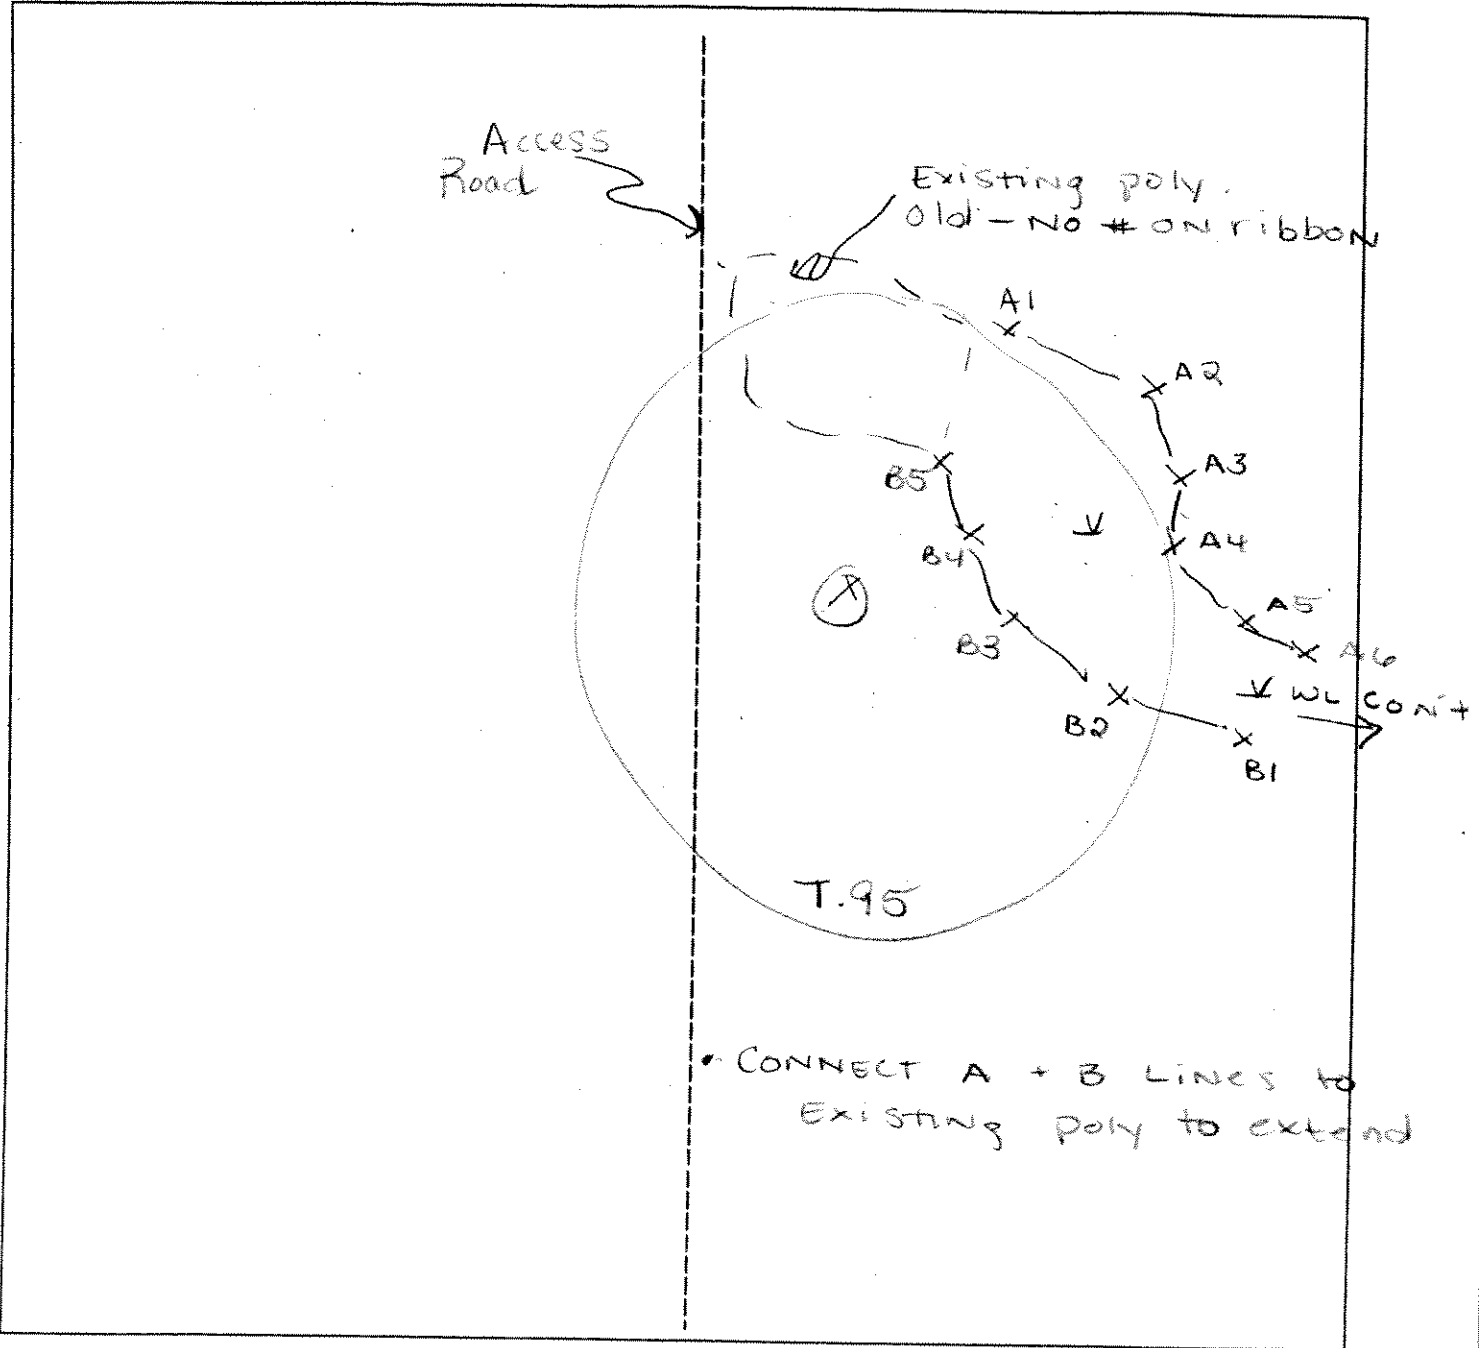 Access
Road
Existing poly.
Old - No # ON ribbon
A1
A2
A3
A4
A5
A6
B5
B4
B3
B2
B1
WL CON't
T.95
• CONNECT A + B LINES to
Existing poly to extend